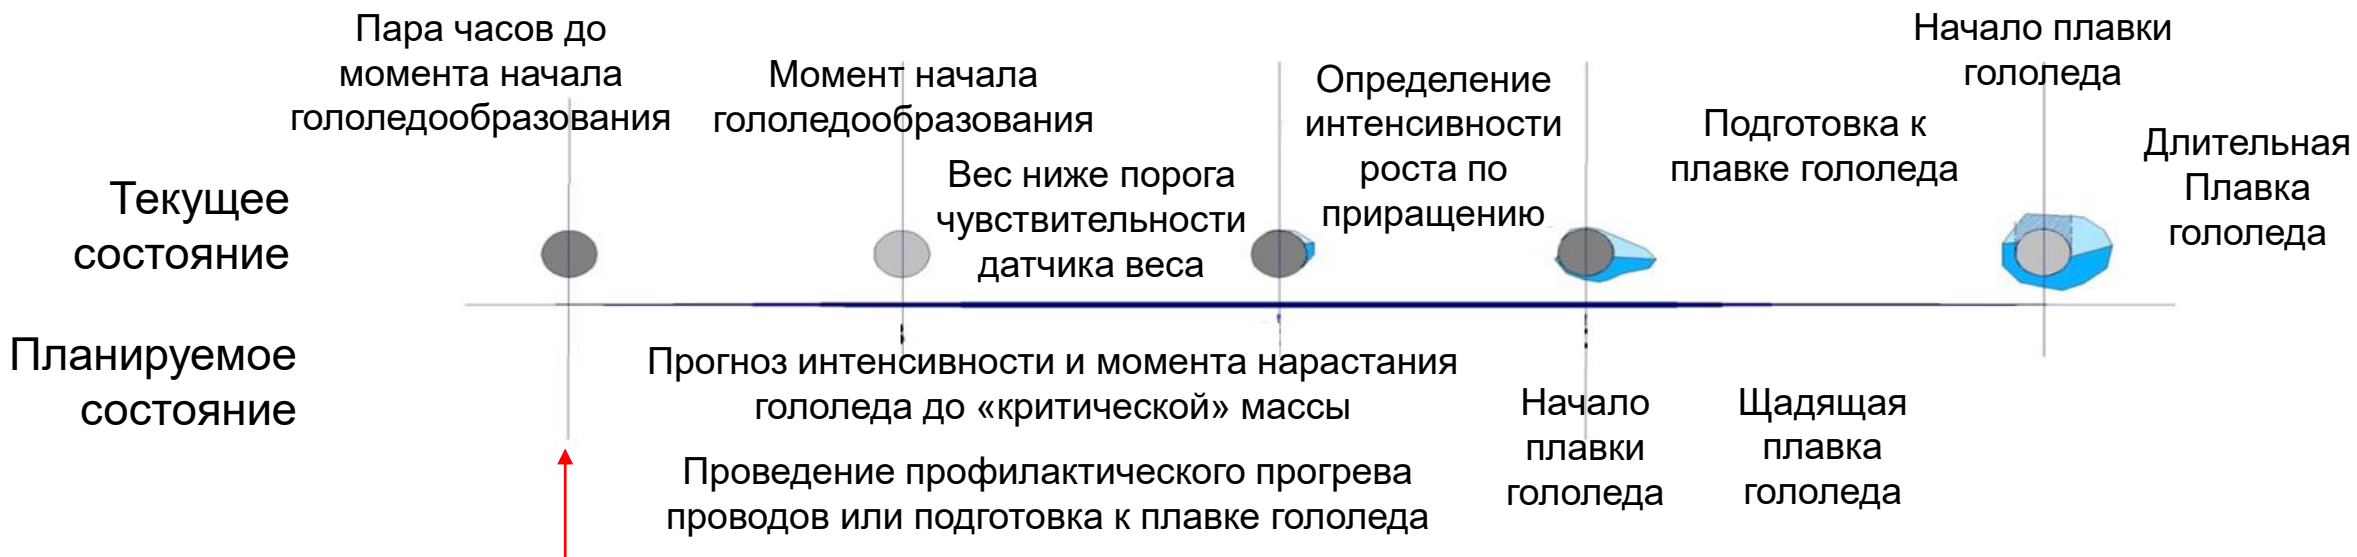 Пара часов до
момента начала
гололедообразования
Момент начала
гололедообразования
Вес ниже порога
чувствительности
датчика веса
Определение
интенсивности
роста по
приращению
Подготовка к
плавке гололеда
Начало плавки
гололеда
Длительная
Плавка
гололеда
Текущее
состояние
Планируемое
состояние
Прогноз интенсивности и момента нарастания
гололеда до «критической» массы
Проведение профилактического прогрева
проводов или подготовка к плавке гололеда
Начало
плавки
гололеда
Щадящая
плавка
гололеда